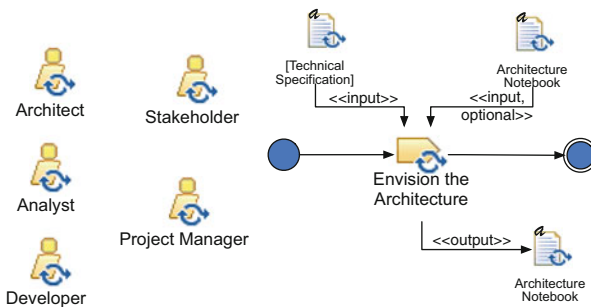 Architect
Stakeholder
Analyst
Project Manager
Developer
a
[Technical
Specification]
a
Architecture
Notebook
<<input>>
<<input,
optional>>
Envision the
Architecture
<<output>>
a
Architecture
Notebook